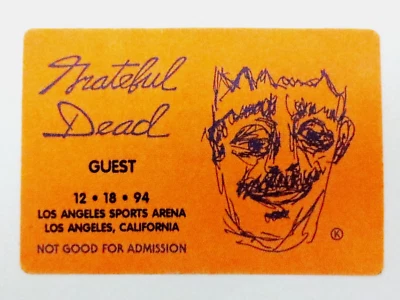 Grateful
Dead
GUEST
12 • 18 • 94
LOS ANGELES SPORTS ARENA
LOS ANGELES, CALIFORNIA
NOT GOOD FOR ADMISSION
Ⓚ